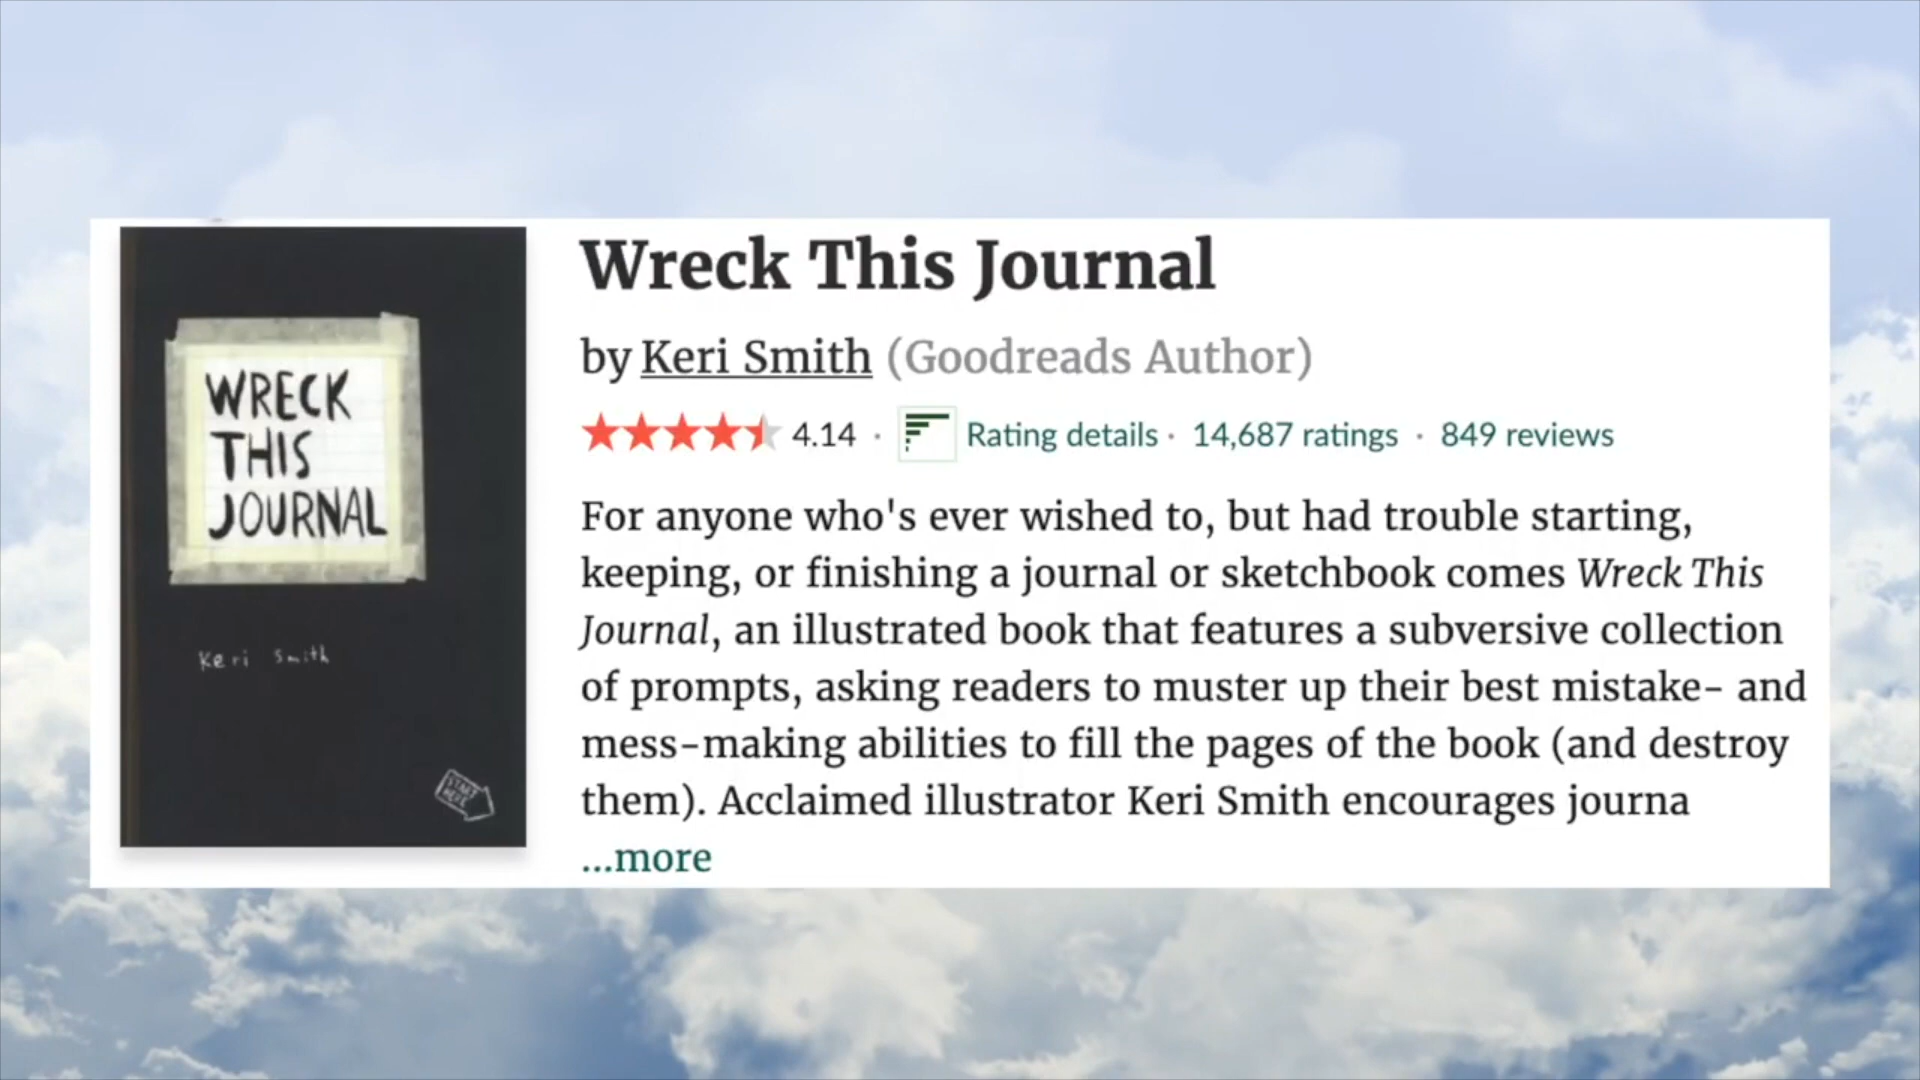 WRECK
THIS
JOURNAL
Keri Smith
START
HERE
Wreck This Journal
by Keri Smith (Goodreads Author)
4.14 · Rating details · 14,687 ratings · 849 reviews
For anyone who's ever wished to, but had trouble starting,
keeping, or finishing a journal or sketchbook comes Wreck This
Journal, an illustrated book that features a subversive collection
of prompts, asking readers to muster up their best mistake- and
mess-making abilities to fill the pages of the book (and destroy
them). Acclaimed illustrator Keri Smith encourages journa
...more